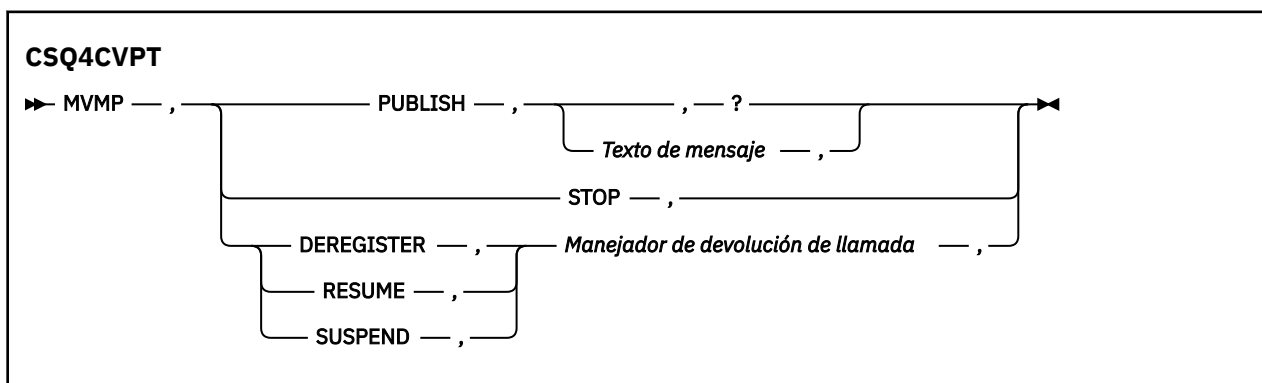 CSQ4CVPT
MVMP , PUBLISH , , ?
Texto de mensaje ,
STOP ,
DEREGISTER , Manejador de devolución de llamada ,
RESUME ,
SUSPEND ,